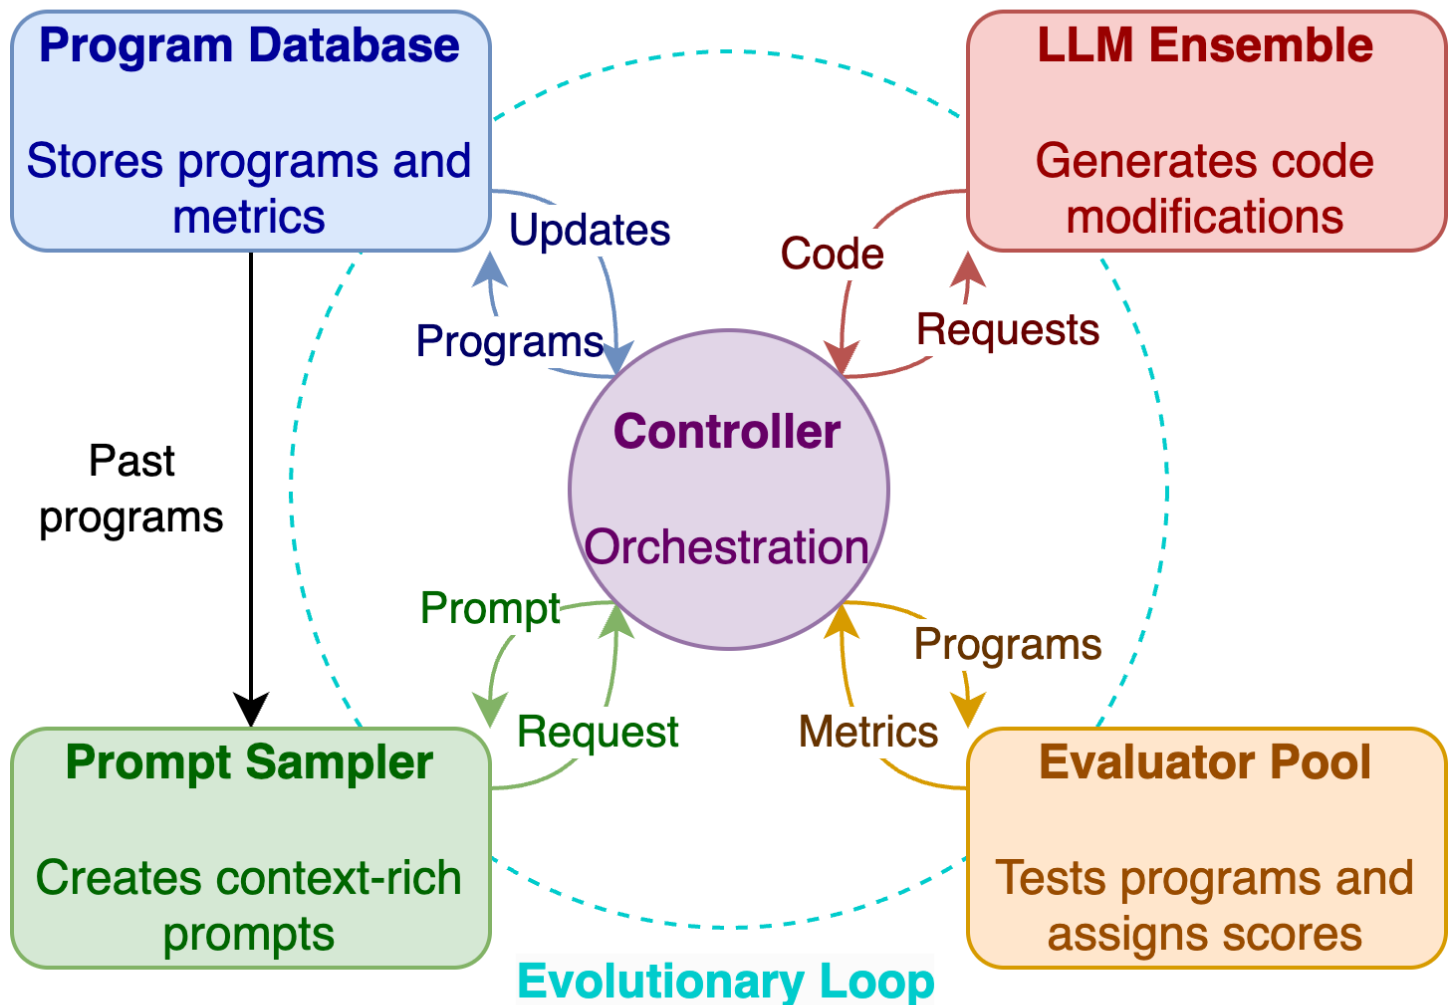 Program Database
Stores programs and
metrics
LLM Ensemble
Generates code
modifications
Updates
Programs
Code
Requests
Controller
Orchestration
Past
programs
Prompt
Request
Programs
Metrics
Prompt Sampler
Creates context-rich
prompts
Evaluator Pool
Tests programs and
assigns scores
Evolutionary Loop